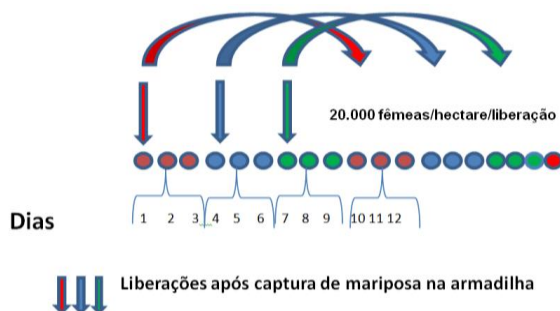 20.000 fêmeas/hectare/liberação
Dias
1 2 3 4 5 6 7 8 9 10 11 12
Liberações após captura de mariposa na armadilha